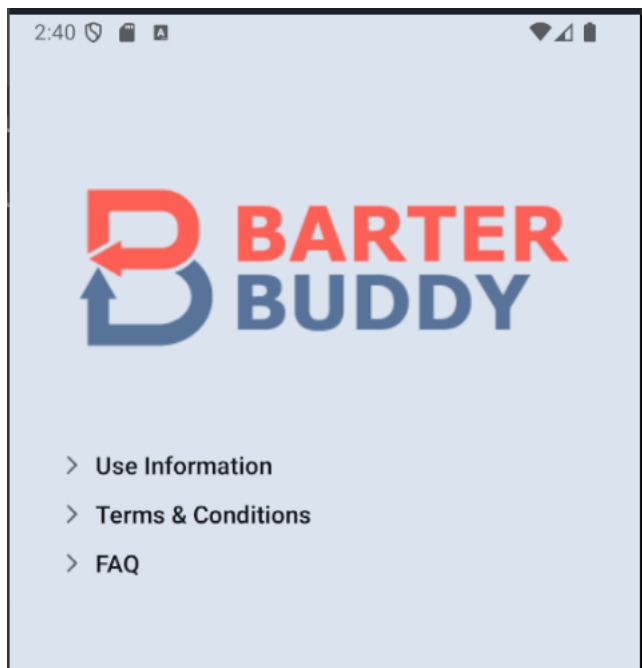 2:40
BARTER
BUDDY
Use Information
Terms & Conditions
FAQ